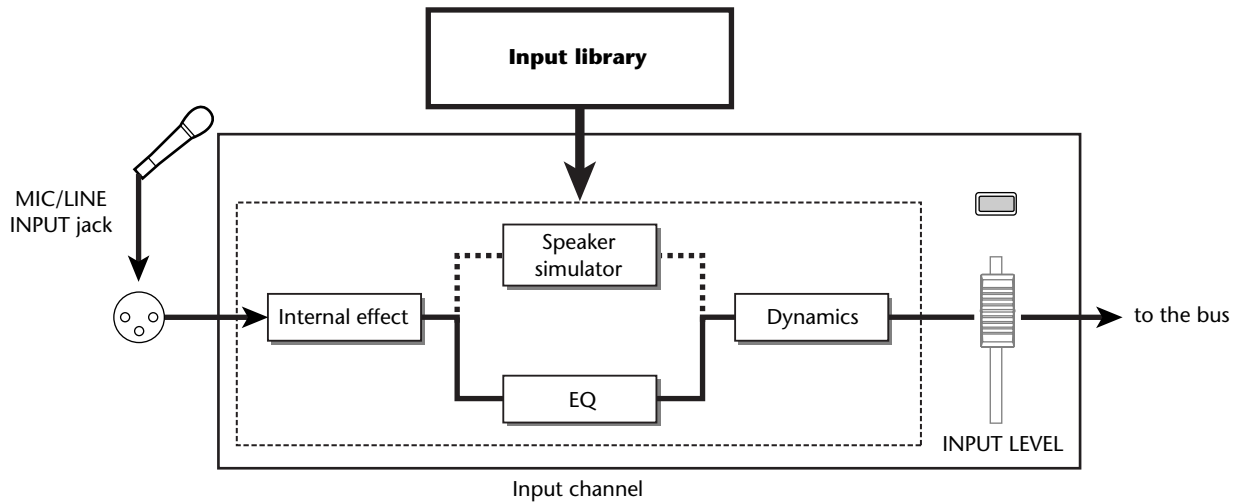 Input library
MIC/LINE
INPUT jack
Speaker
simulator
Internal effect
Dynamics
to the bus
EQ
INPUT LEVEL
Input channel